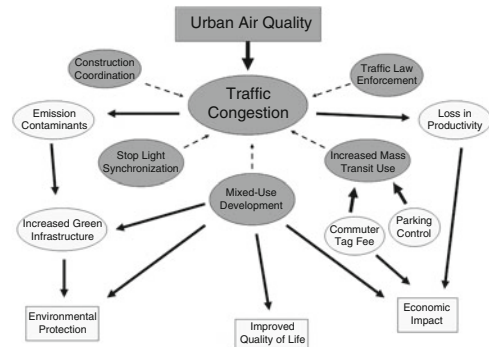 Urban Air Quality
Construction
Coordination
Traffic Law
Enforcement
Traffic
Congestion
Emission
Contaminants
Loss in
Productivity
Stop Light
Synchronization
Increased Mass
Transit Use
Mixed-Use
Development
Increased Green
Infrastructure
Commuter
Tag Fee
Parking
Control
Environmental
Protection
Improved
Quality of Life
Economic
Impact